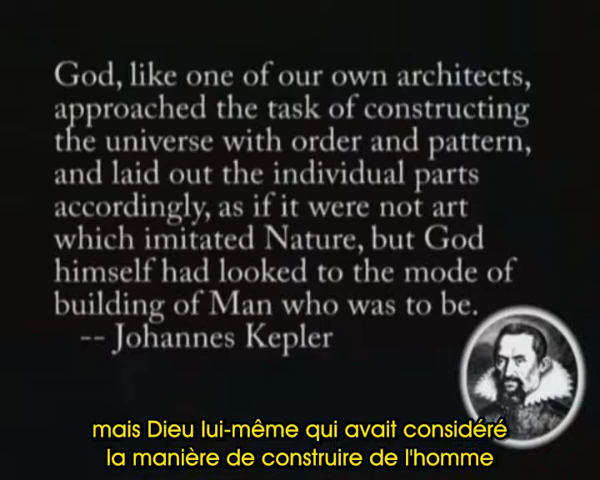 God, like one of our own architects,
approached the task of constructing
the universe with order and pattern,
and laid out the individual parts
accordingly, as if it were not art
which imitated Nature, but God
himself had looked to the mode of
building of Man who was to be.
-- Johannes Kepler
mais Dieu lui-même qui avait considéré
la manière de construire de l'homme